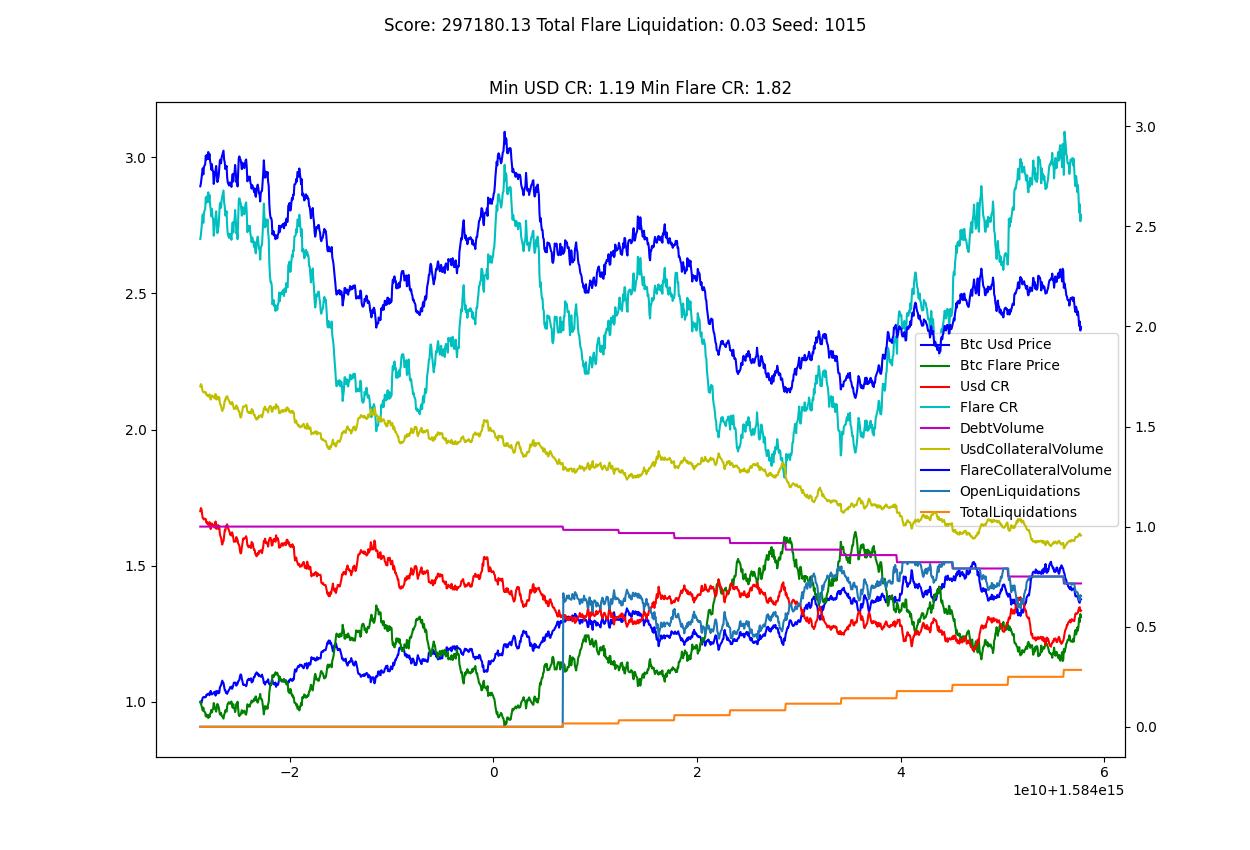 Score: 297180.13 Total Flare Liquidation: 0.03 Seed: 1015
Min USD CR: 1.19 Min Flare CR: 1.82
3.0
2.5
2.0
1.5
1.0
3.0
2.5
2.0
1.5
1.0
0.5
0.0
Btc Usd Price
Btc Flare Price
Usd CR
Flare CR
DebtVolume
UsdCollateralVolume
FlareCollateralVolume
OpenLiquidations
TotalLiquidations
−2 0 2 4 6
1e10+1.584e15